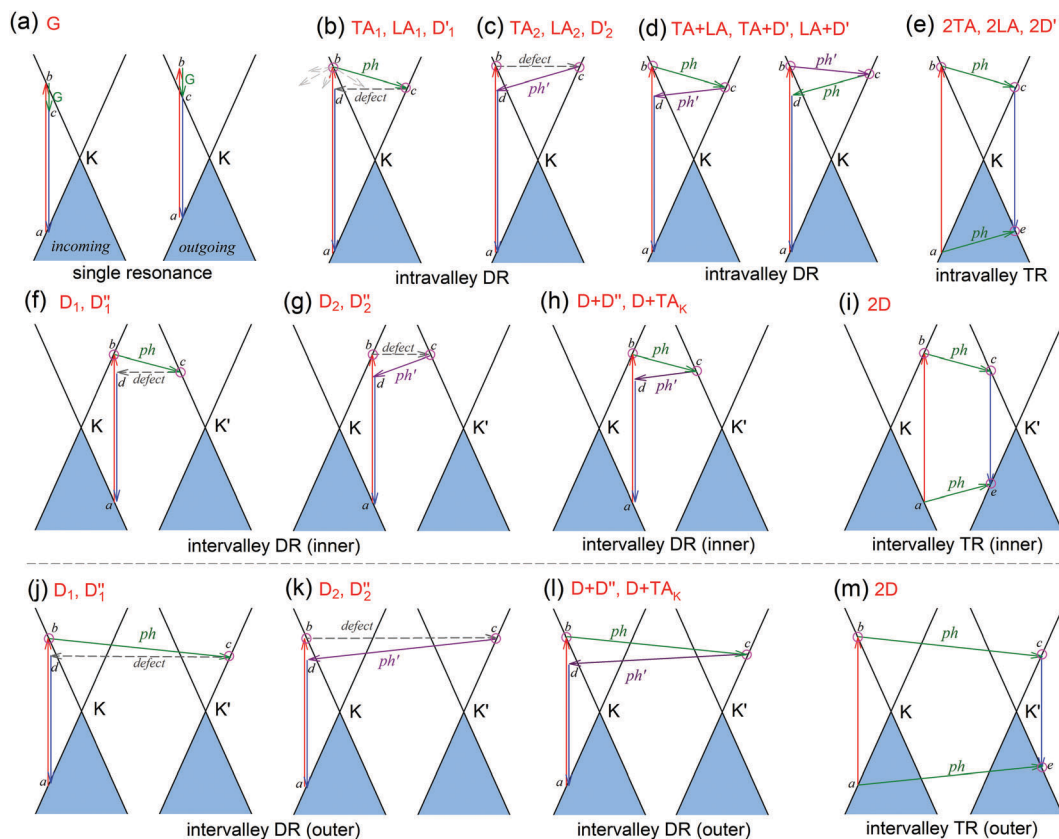 (a) G
b
G
c
K
a
incoming
b
G
c
K
a
outgoing
single resonance
(b) TA₁, LA₁, D'₁
b
ph
c
d
defect
K
a
(c) TA₂, LA₂, D'₂
b
defect
c
ph'
d
K
a
intravalley DR
(d) TA+LA, TA+D', LA+D'
b
ph
c
d
ph'
K
a
b
ph'
c
ph
d
K
a
intravalley DR
(e) 2TA, 2LA, 2D'
b
ph
c
K
ph
a
e
intravalley TR
(f) D₁, D''₁
b
ph
c
d
defect
K
K'
a
(g) D₂, D''₂
b
defect
c
ph'
d
K
K'
a
intervalley DR (inner)
(h) D+D'', D+TAK
b
ph
c
d
ph'
K
K'
a
intervalley DR (inner)
(i) 2D
b
ph
c
K
K'
ph
a
e
intervalley TR (inner)
(j) D₁, D''₁
b
ph
c
d
defect
K
K'
a
(k) D₂, D''₂
b
defect
c
ph'
d
K
K'
a
intervalley DR (outer)
(l) D+D'', D+TAK
b
ph
c
d
ph'
K
K'
a
intervalley DR (outer)
(m) 2D
b
ph
c
K
K'
ph
a
e
intervalley TR (outer)